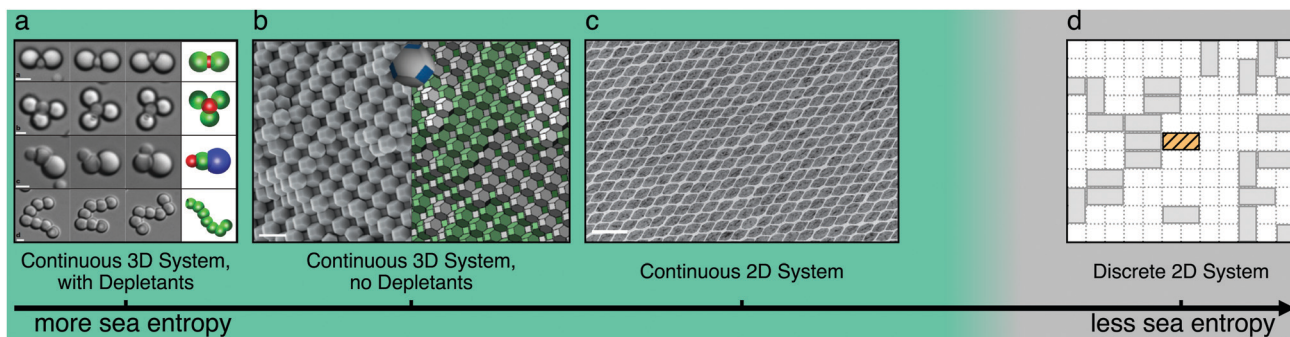 a
b
c
d
a
b
c
d
Continuous 3D System,
with Depletants
Continuous 3D System,
no Depletants
Continuous 2D System
Discrete 2D System
more sea entropy
less sea entropy